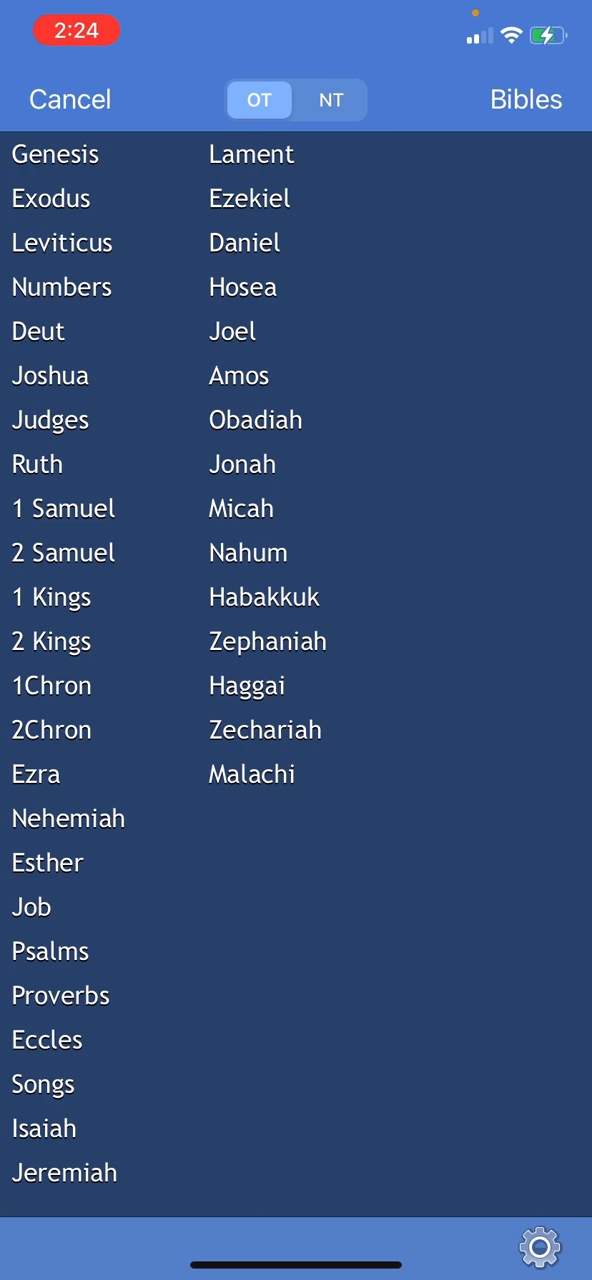 2:24
Cancel OT NT Bibles
Genesis
Exodus
Leviticus
Numbers
Deut
Joshua
Judges
Ruth
1 Samuel
2 Samuel
1 Kings
2 Kings
1Chron
2Chron
Ezra
Nehemiah
Esther
Job
Psalms
Proverbs
Eccles
Songs
Isaiah
Jeremiah
Lament
Ezekiel
Daniel
Hosea
Joel
Amos
Obadiah
Jonah
Micah
Nahum
Habakkuk
Zephaniah
Haggai
Zechariah
Malachi